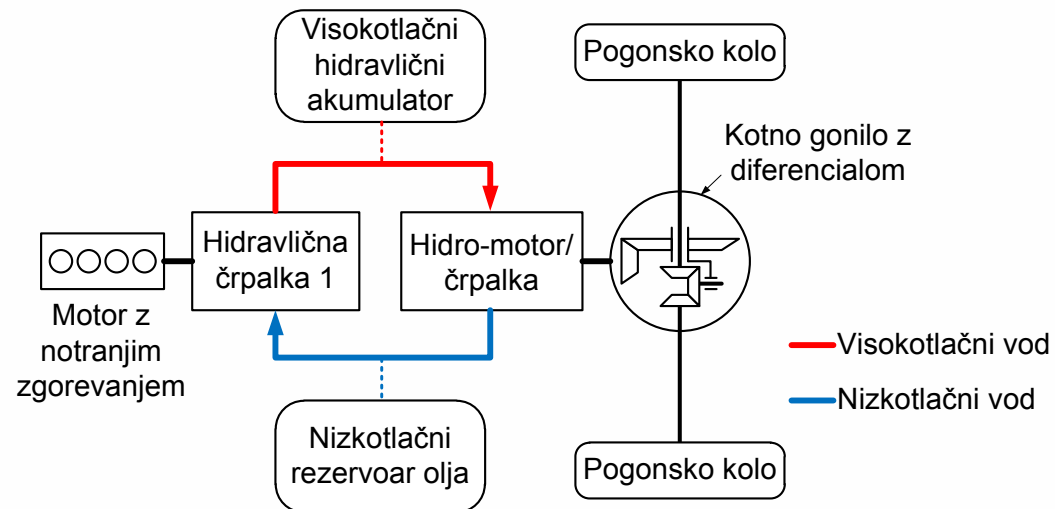 Visokotlačni
hidravlični
akumulator
Pogonsko kolo
Kotno gonilo z
diferencialom
Hidravlična
črpalka 1
Hidro-motor/
črpalka
Motor z
notranjim
zgorevanjem
Visokotlačni vod
Nizkotlačni vod
Nizkotlačni
rezervoar olja
Pogonsko kolo